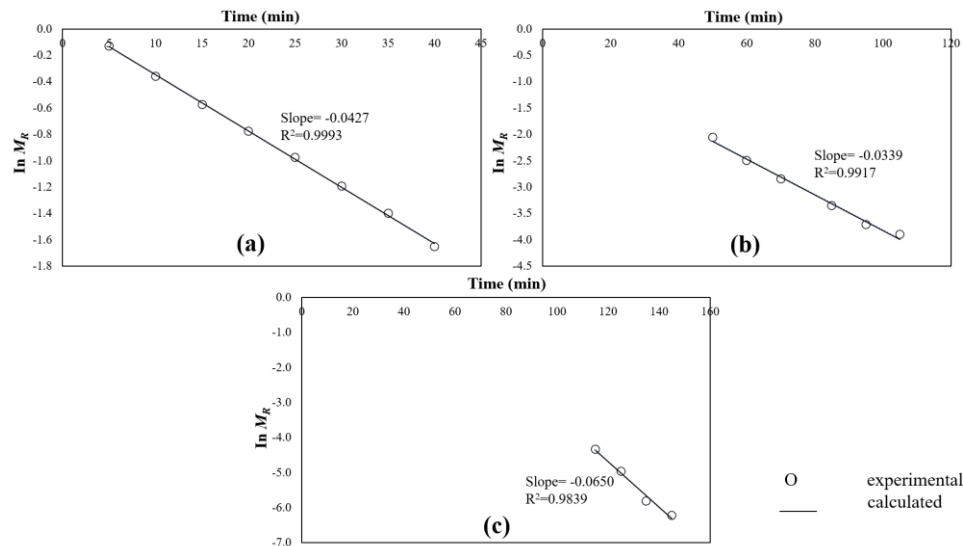 Time (min)
0.0
0 5 10 15 20 25 30 35 40 45
-0.2
-0.4
-0.6
-0.8
-1.0
-1.2
-1.4
-1.6
-1.8
ln M_R
Slope= -0.0427
R²=0.9993
(a)
Time (min)
0.0
0 20 40 60 80 100 120
-0.5
-1.0
-1.5
-2.0
-2.5
-3.0
-3.5
-4.0
-4.5
ln M_R
Slope= -0.0339
R²=0.9917
(b)
Time (min)
0.0
0 20 40 60 80 100 120 140 160
-1.0
-2.0
-3.0
-4.0
-5.0
-6.0
-7.0
ln M_R
Slope= -0.0650
R²=0.9839
(c)
experimental
calculated